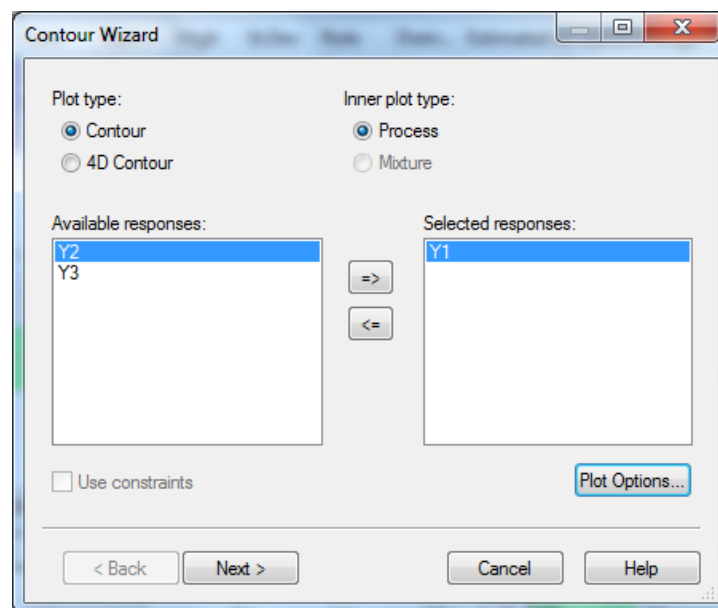 Contour Wizard
Plot type:
Contour
4D Contour
Inner plot type:
Process
Mixture
Available responses:
Y2
Y3
=>
<=
Selected responses:
Y1
Use constraints
Plot Options...
< Back
Next >
Cancel
Help